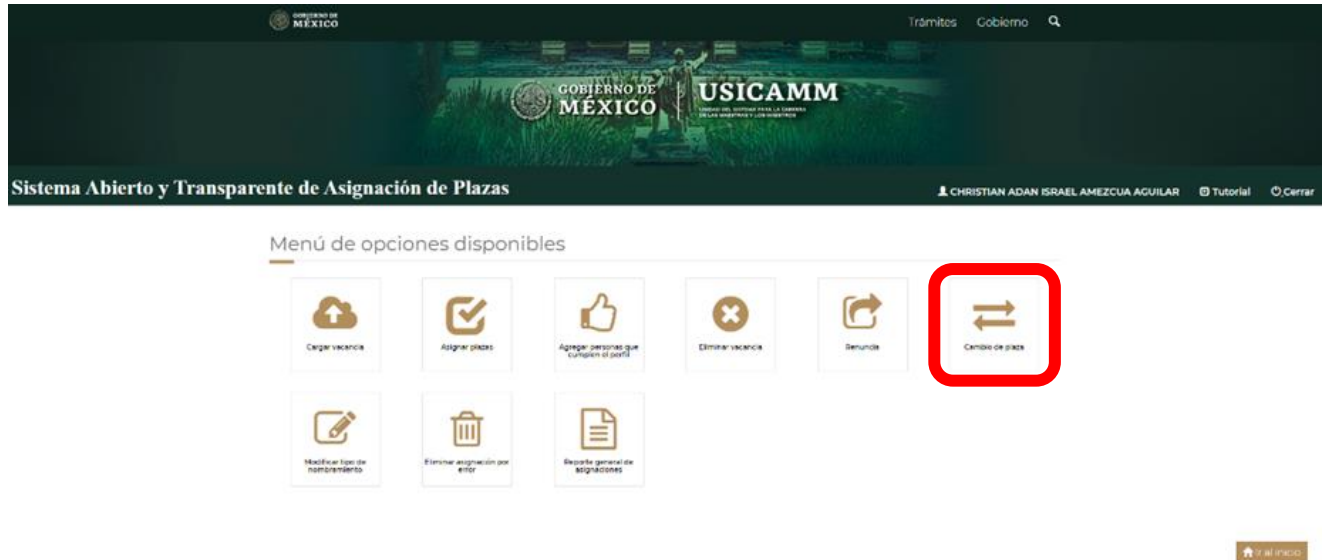 GOBIERNO DE
MÉXICO
Trámites Gobierno
GOBIERNO DE
MÉXICO
USICAMM
UNIDAD DEL SISTEMA PARA LA CARRERA
DE LAS MAESTRAS Y LOS MAESTROS
Sistema Abierto y Transparente de Asignación de Plazas
CHRISTIAN ADAN ISRAEL AMEZCUA AGUILAR Tutorial Cerrar
Menú de opciones disponibles
Cargar vacancia
Asignar plazas
Agregar personas que
cumplen el perfil
Eliminar vacancia
Renuncia
Cambio de plaza
Modificar tipo de
nombramiento
Eliminar asignación por
error
Reporte general de
asignaciones
Ir al inicio